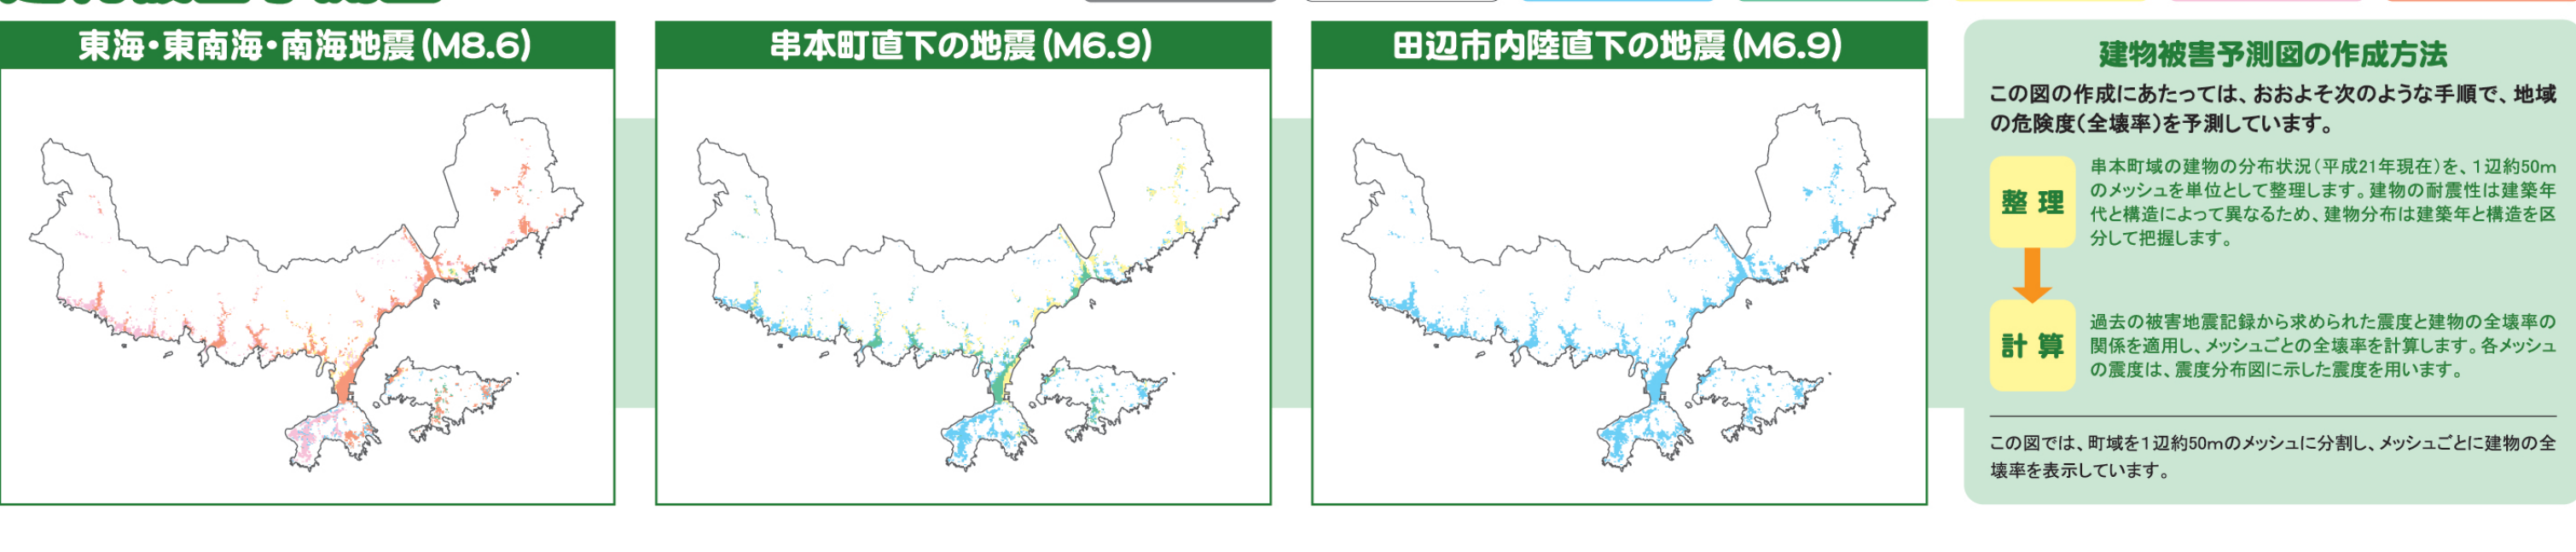 東海・東南海・南海地震(M8.6)
串本町直下の地震(M6.9)
田辺市内陸直下の地震(M6.9)
建物被害予測図の作成方法
この図の作成にあたっては、おおよそ次のような手順で、地域
の危険度(全壊率)を予測しています。
整理
串本町域の建物の分布状況(平成21年現在)を、1辺約50m
のメッシュを単位として整理します。建物の耐震性は建築年
代と構造によって異なるため、建物分布は建築年と構造を区
分して把握します。
計算
過去の被害地震記録から求められた震度と建物の全壊率の
関係を適用し、メッシュごとの全壊率を計算します。各メッシュ
の震度は、震度分布図に示した震度を用います。
この図では、町域を1辺約50mのメッシュに分割し、メッシュごとに建物の全
壊率を表示しています。